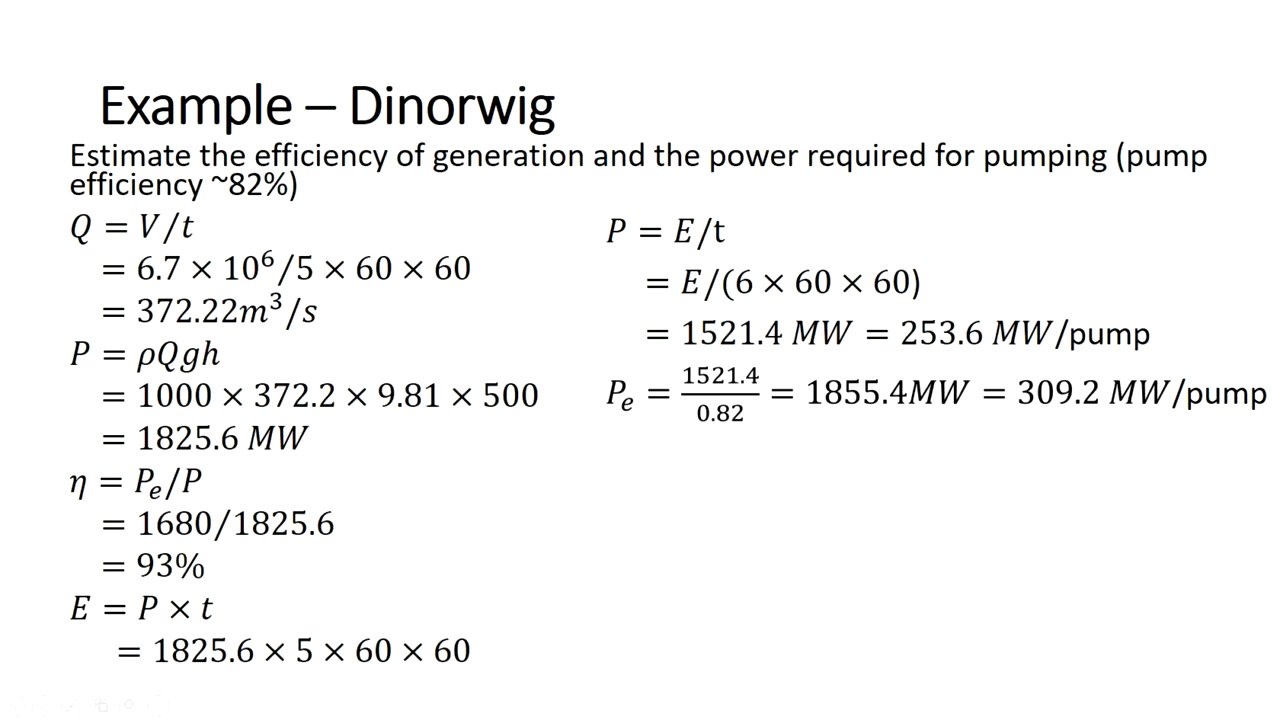 Example – Dinorwig
Estimate the efficiency of generation and the power required for pumping (pump
efficiency ~82%)
Q = V/t
= 6.7 × 10⁶/5 × 60 × 60
= 372.22m³/s
P = ρQgh
= 1000 × 372.2 × 9.81 × 500
= 1825.6 MW
η = Pₑ/P
= 1680/1825.6
= 93%
E = P × t
= 1825.6 × 5 × 60 × 60
P = E/t
= E/(6 × 60 × 60)
= 1521.4 MW = 253.6 MW/pump
Pₑ = 1521.4/0.82 = 1855.4MW = 309.2 MW/pump